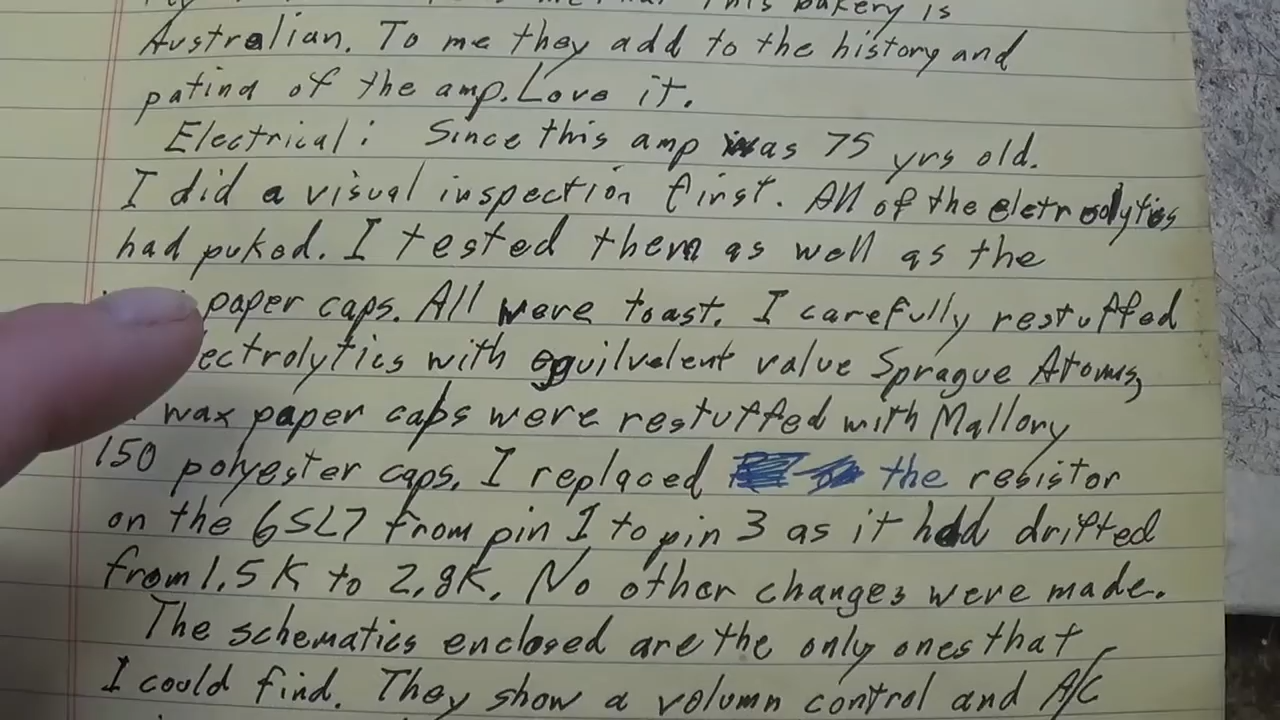 this bakery is
Australian. To me they add to the history and
patina of the amp. Love it.
Electrical: Since this amp was 75 yrs old.
I did a visual inspection first. All of the eletroolytics
had puked. I tested them as well as the
paper caps. All were toast. I carefully restuffed
ectrolytics with eguilvelent value Sprague Atoms,
wax paper caps were restuffed with Mallory
150 polyester caps. I replaced the resistor
on the 6SL7 from pin 1 to pin 3 as it had drifted
from 1.5K to 2.8K. No other changes were made.
The schematics enclosed are the only ones that
I could find. They show a volumn control and A/C